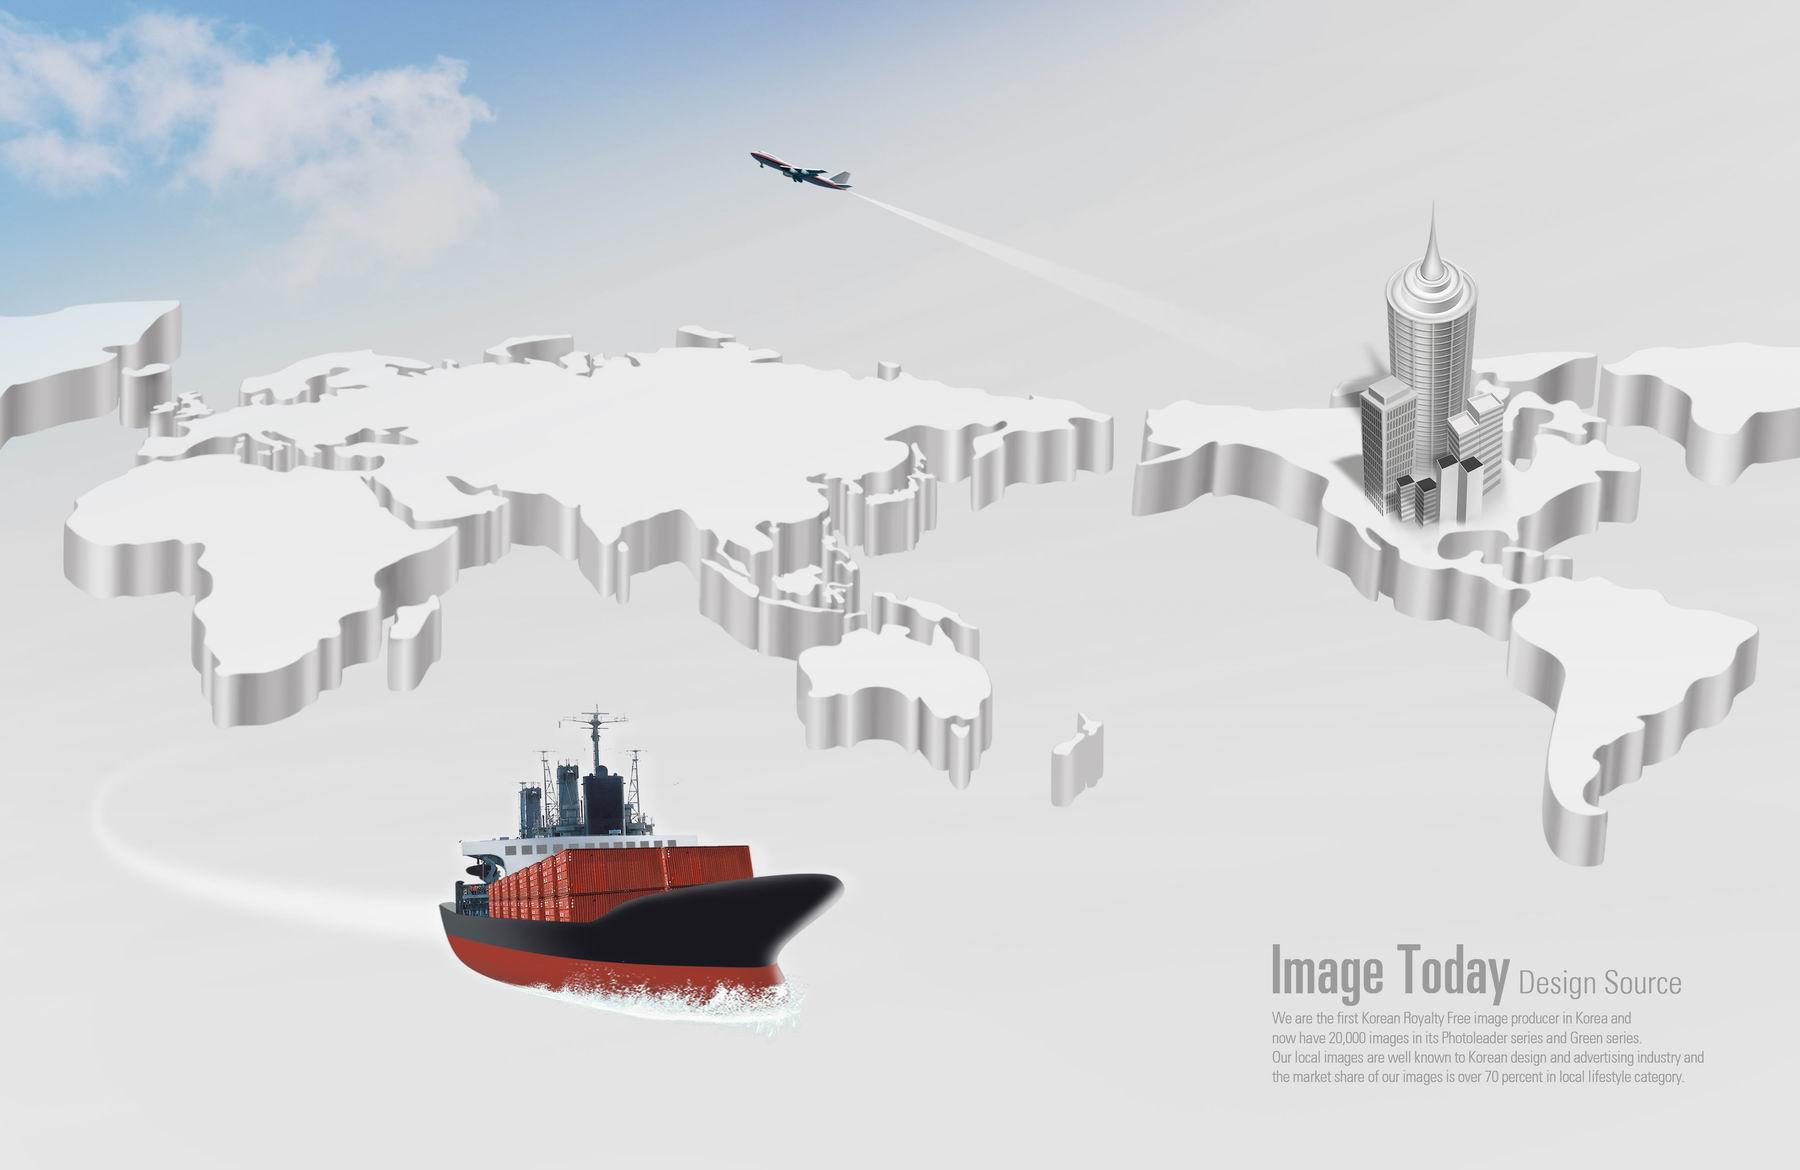 Image Today Design Source
We are the first Korean Royalty Free image producer in Korea and
now have 20,000 images in its Photoleader series and Green series.
Our local images are well known to Korean design and advertising industry and
the market share of our images is over 70 percent in local lifestyle category.